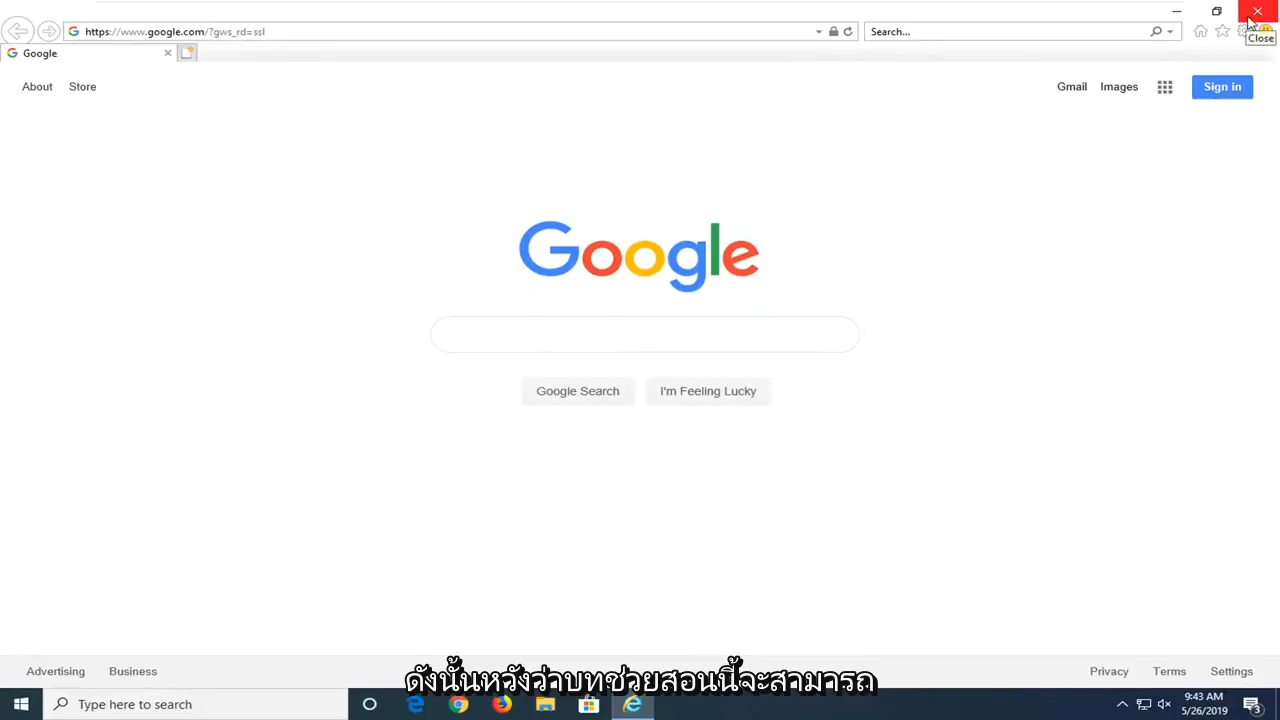 https://www.google.com/?gws_rd=ssl
Search...
Close
Google
About
Store
Gmail
Images
Sign in
Google
Google Search
I'm Feeling Lucky
Advertising
Business
Privacy
Terms
Settings
ดังนั้นหวังว่าบทช่วยสอนนี้จะสามารถ
Type here to search
9:43 AM
5/26/2019
3